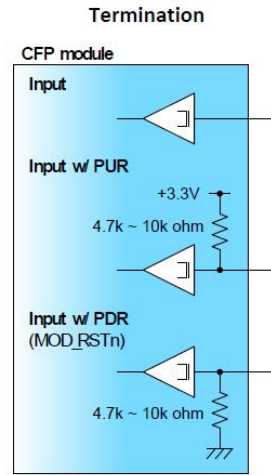 Termination
CFP module
Input
Input w/ PUR
+3.3V
4.7k ~ 10k ohm
Input w/ PDR
(MOD_RSTn)
4.7k ~ 10k ohm